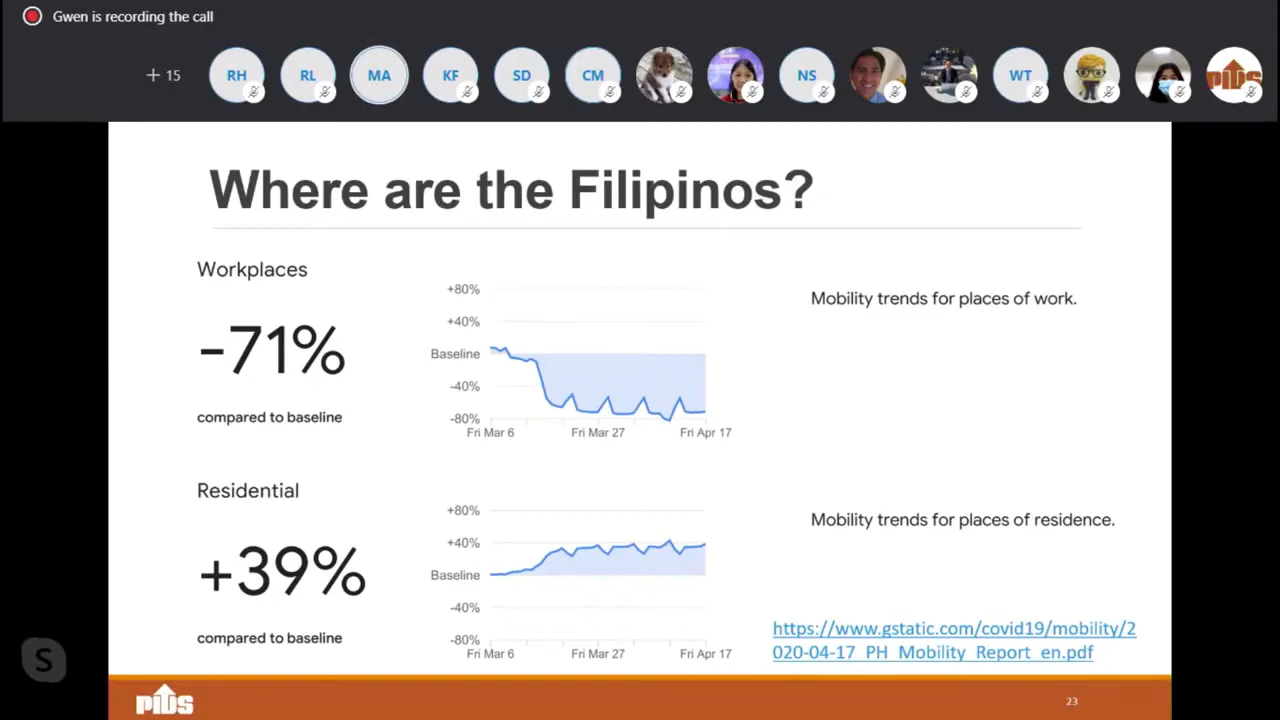 Gwen is recording the call
+ 15
RH
RL
MA
KF
SD
CM
NS
WT
PIDS
Where are the Filipinos?
Workplaces
-71%
compared to baseline
+80%
+40%
Baseline
-40%
-80%
Fri Mar 6
Fri Mar 27
Fri Apr 17
Mobility trends for places of work.
Residential
+39%
compared to baseline
+80%
+40%
Baseline
-40%
-80%
Fri Mar 6
Fri Mar 27
Fri Apr 17
Mobility trends for places of residence.
https://www.gstatic.com/covid19/mobility/2
020-04-17_PH_Mobility_Report_en.pdf
S
PIDS
23